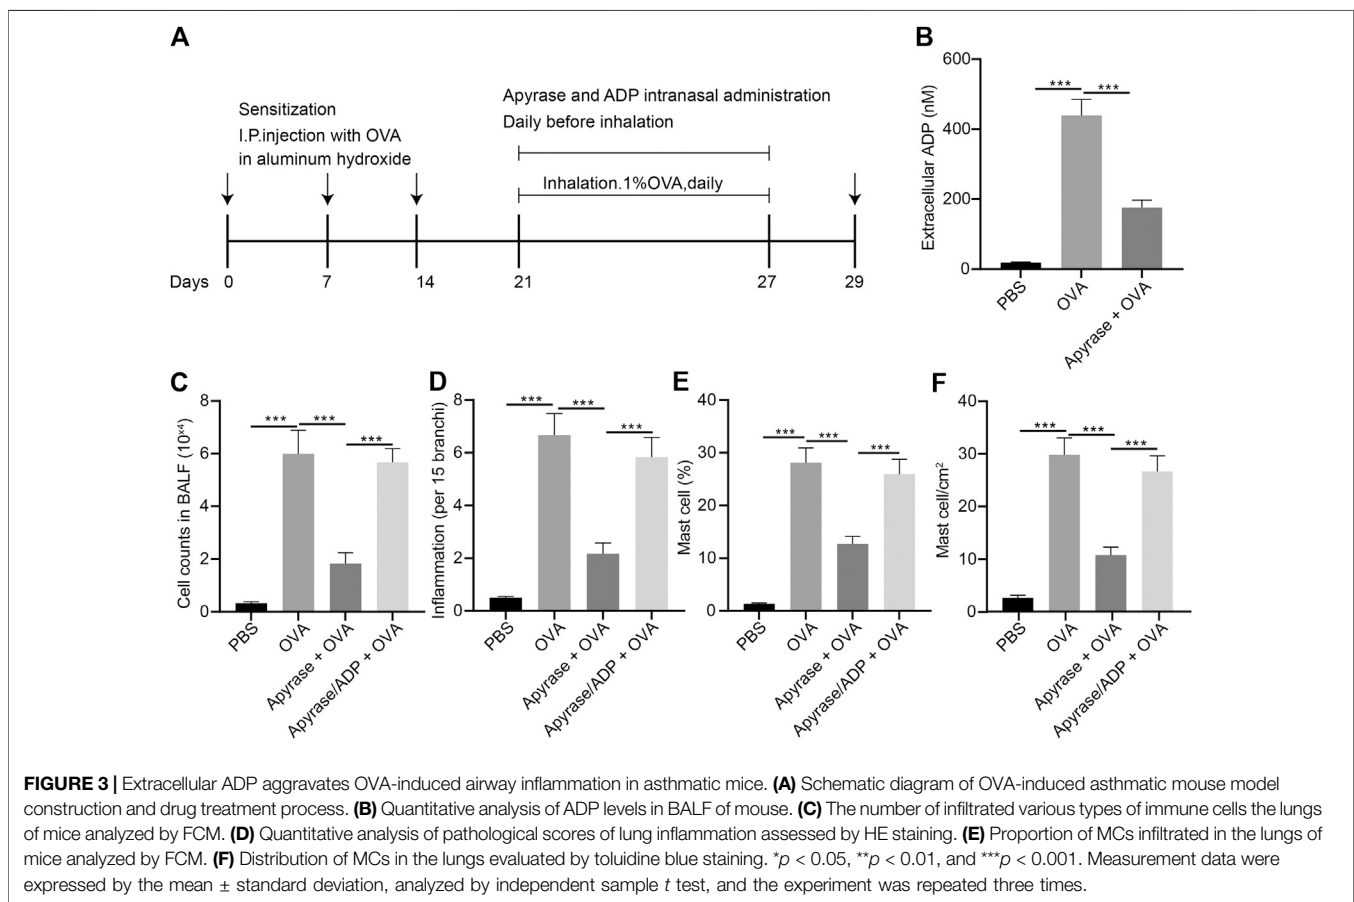 A
Sensitization
I.P.injection with OVA
in aluminum hydroxide
Apyrase and ADP intranasal administration
Daily before inhalation
Inhalation.1%OVA,daily
Days 0 7 14 21 27 29
B
Extracellular ADP (nM)
600
400
200
0
*** ***
PBS OVA Apyrase + OVA
C
Cell counts in BALF (10ˣ⁴)
8
6
4
2
0
*** *** ***
PBS OVA Apyrase + OVA Apyrase/ADP + OVA
D
Inflammation (per 15 branchi)
8
6
4
2
0
*** *** ***
PBS OVA Apyrase + OVA Apyrase/ADP + OVA
E
Mast cell (%)
40
30
20
10
0
*** *** ***
PBS OVA Apyrase + OVA Apyrase/ADP + OVA
F
Mast cell/cm²
40
30
20
10
0
*** *** ***
PBS OVA Apyrase + OVA Apyrase/ADP + OVA
FIGURE 3 | Extracellular ADP aggravates OVA-induced airway inflammation in asthmatic mice. (A) Schematic diagram of OVA-induced asthmatic mouse model
construction and drug treatment process. (B) Quantitative analysis of ADP levels in BALF of mouse. (C) The number of infiltrated various types of immune cells the lungs
of mice analyzed by FCM. (D) Quantitative analysis of pathological scores of lung inflammation assessed by HE staining. (E) Proportion of MCs infiltrated in the lungs of
mice analyzed by FCM. (F) Distribution of MCs in the lungs evaluated by toluidine blue staining. *p < 0.05, **p < 0.01, and ***p < 0.001. Measurement data were
expressed by the mean ± standard deviation, analyzed by independent sample t test, and the experiment was repeated three times.